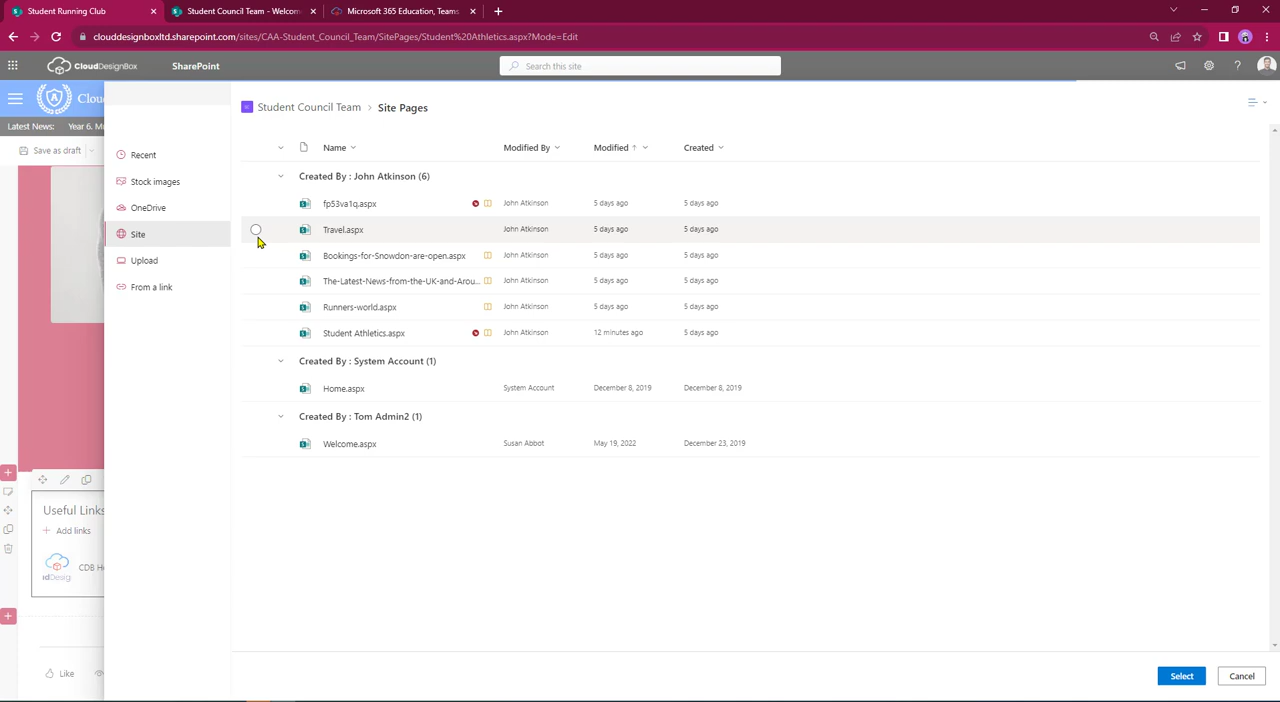 Student Running Club
Student Council Team - Welcom
Microsoft 365 Education, Teams
clouddesignboxltd.sharepoint.com/sites/CAA-Student_Council_Team/SitePages/Student%20Athletics.aspx?Mode=Edit
CloudDesignBox SharePoint Search this site
Clou
Latest News: Year 6. M
Save as draft
Student Council Team > Site Pages
Recent
Stock images
OneDrive
Site
Upload
From a link
Name Modified By Modified ↑ Created
Created By : John Atkinson (6)
fp53va1q.aspx John Atkinson 5 days ago 5 days ago
Travel.aspx John Atkinson 5 days ago 5 days ago
Bookings-for-Snowdon-are-open.aspx John Atkinson 5 days ago 5 days ago
The-Latest-News-from-the-UK-and-Arou... John Atkinson 5 days ago 5 days ago
Runners-world.aspx John Atkinson 5 days ago 5 days ago
Student Athletics.aspx John Atkinson 12 minutes ago 5 days ago
Created By : System Account (1)
Home.aspx System Account December 8, 2019 December 8, 2019
Created By : Tom Admin2 (1)
Welcome.aspx Susan Abbot May 19, 2022 December 23, 2019
Useful Links
+ Add links
CDB Ho
Like
Select Cancel